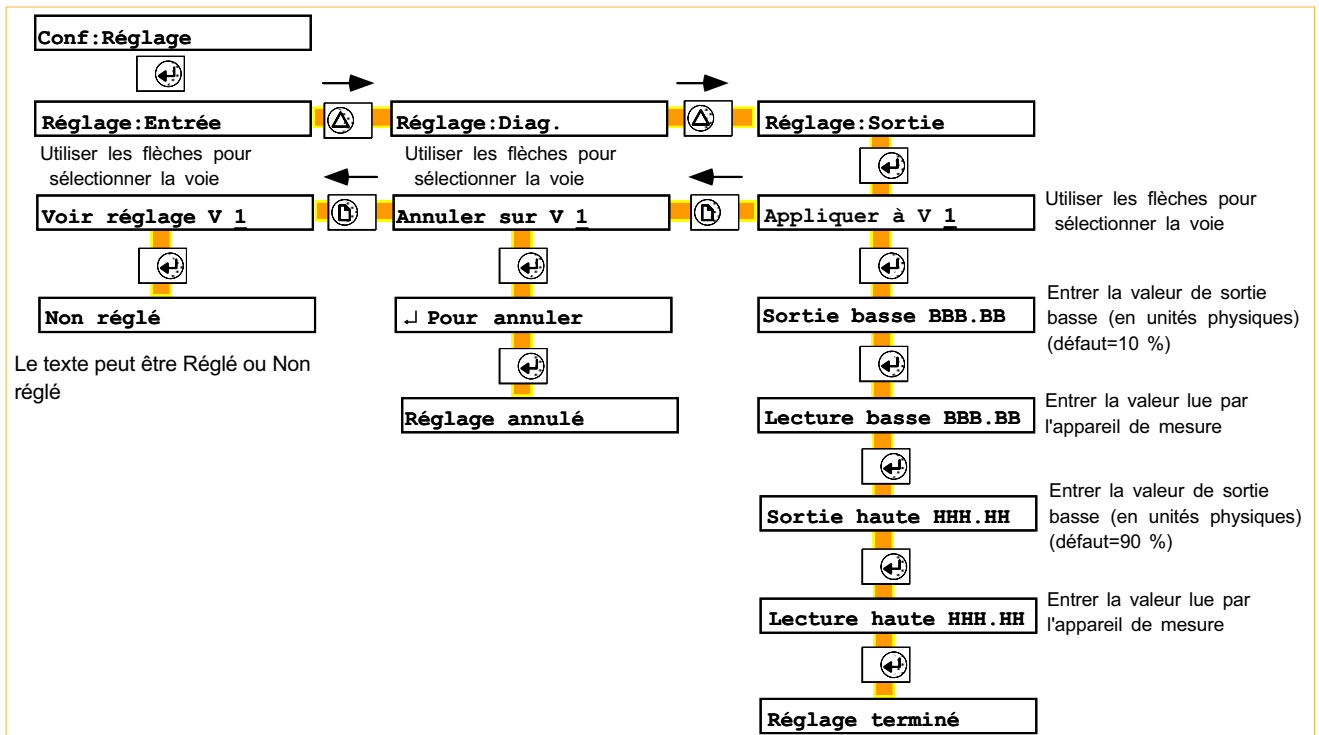 Conf:Réglage
Réglage:Entrée
Réglage:Diag.
Réglage:Sortie
Utiliser les flèches pour
sélectionner la voie
Utiliser les flèches pour
sélectionner la voie
Voir réglage V 1
Annuler sur V 1
Appliquer à V 1
Utiliser les flèches pour
sélectionner la voie
Non réglé
↵ Pour annuler
Sortie basse BBB.BB
Entrer la valeur de sortie
basse (en unités physiques)
(défaut=10 %)
Le texte peut être Réglé ou Non
réglé
Réglage annulé
Lecture basse BBB.BB
Entrer la valeur lue par
l'appareil de mesure
Sortie haute HHH.HH
Entrer la valeur de sortie
basse (en unités physiques)
(défaut=90 %)
Lecture haute HHH.HH
Entrer la valeur lue par
l'appareil de mesure
Réglage terminé